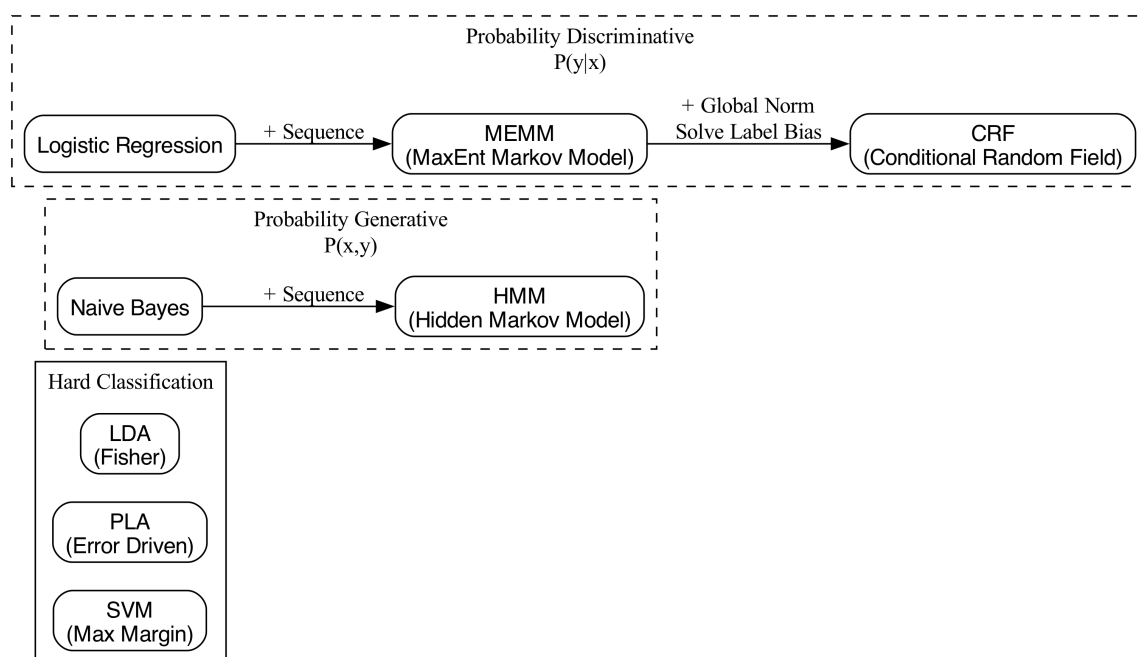 Probability Discriminative
P(y|x)
Logistic Regression
+ Sequence
MEMM
(MaxEnt Markov Model)
+ Global Norm
Solve Label Bias
CRF
(Conditional Random Field)
Probability Generative
P(x,y)
Naive Bayes
+ Sequence
HMM
(Hidden Markov Model)
Hard Classification
LDA
(Fisher)
PLA
(Error Driven)
SVM
(Max Margin)